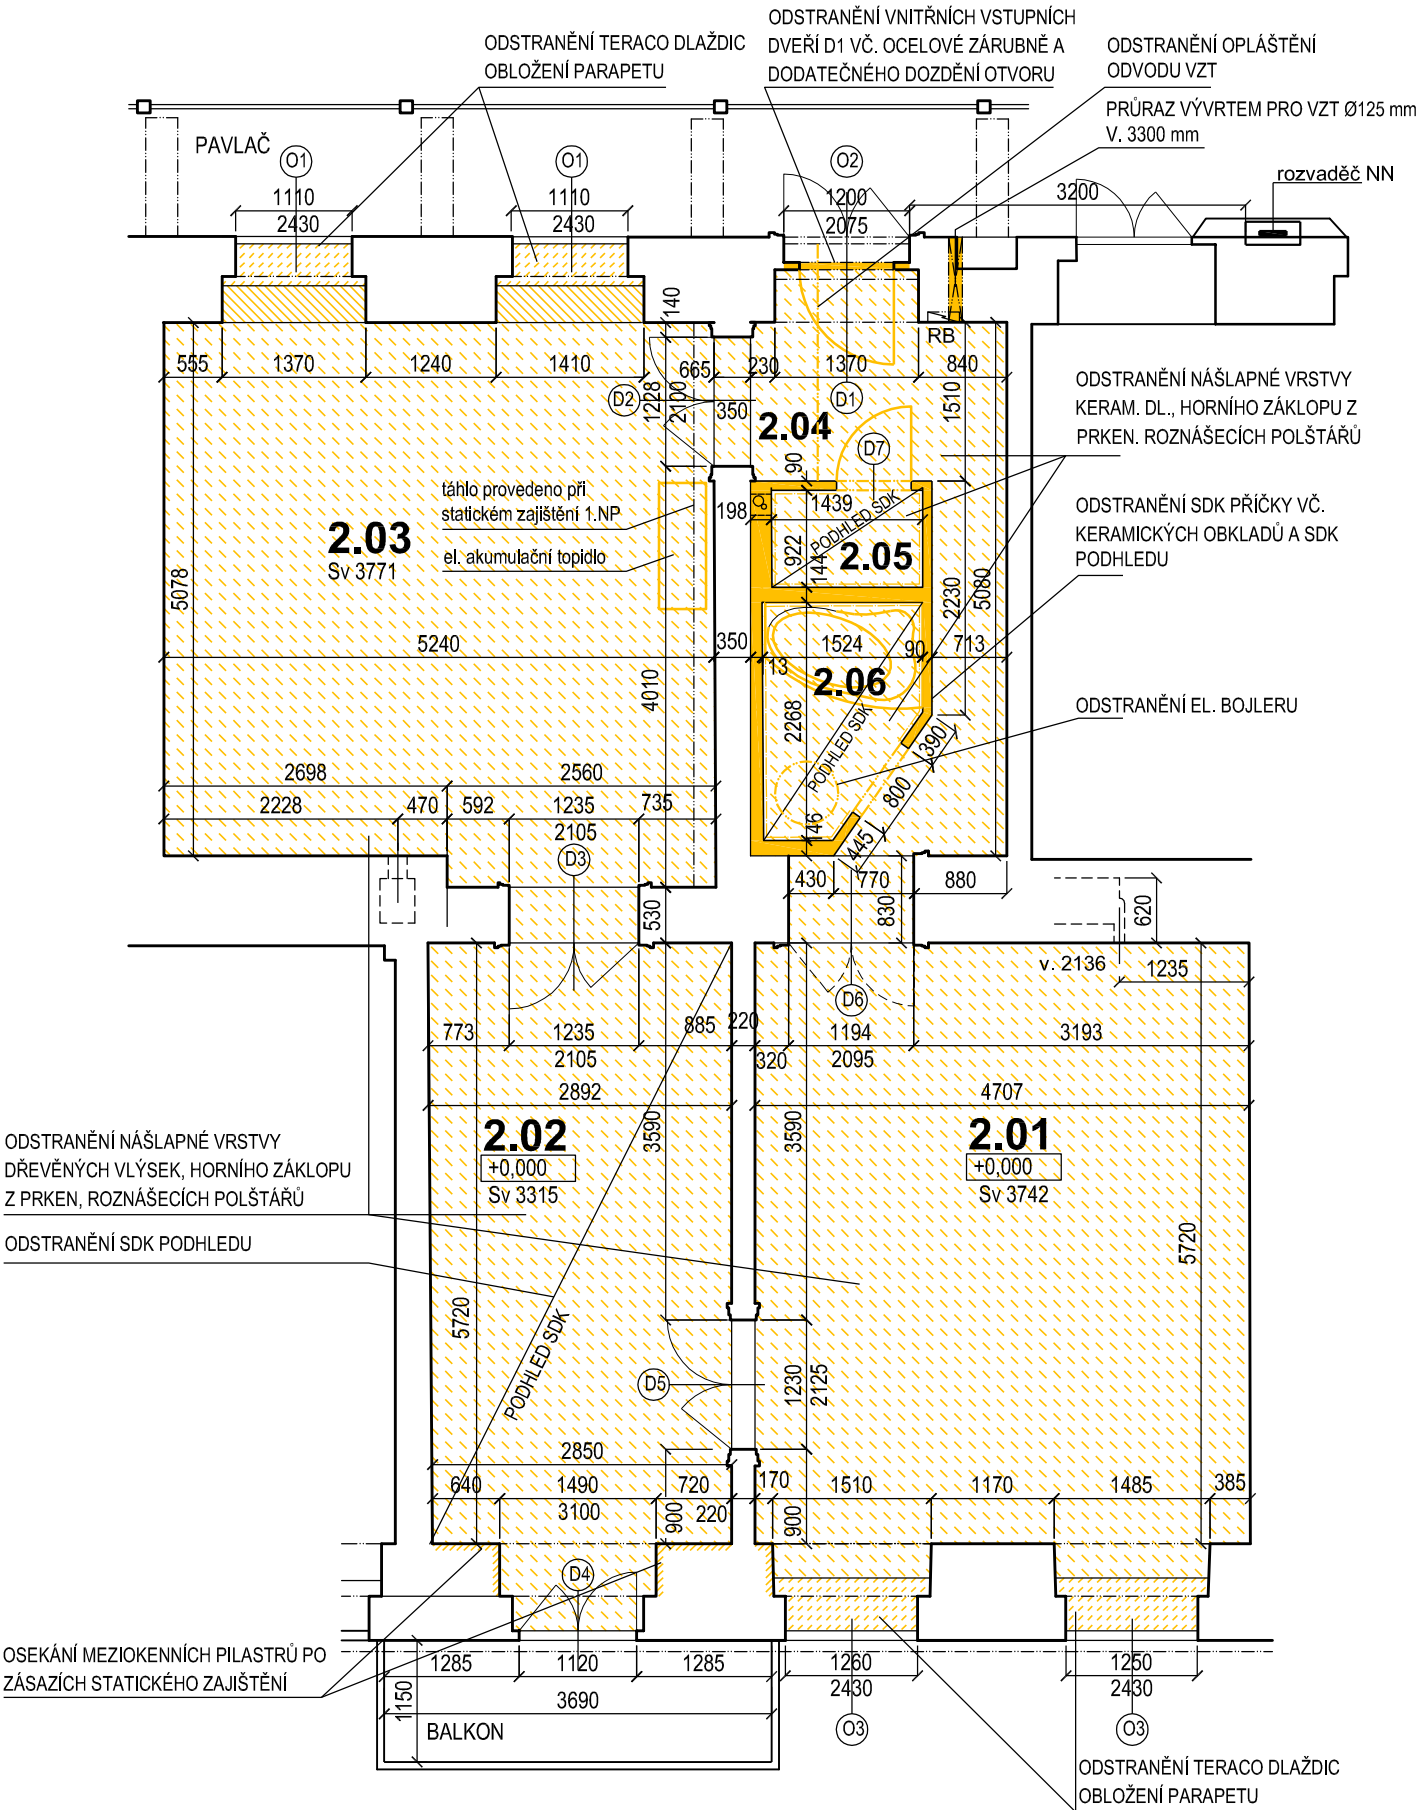 ODSTRANĚNÍ VNITŘNÍCH VSTUPNÍCH
DVEŘÍ D1 VČ. OCELOVÉ ZÁRUBNĚ A
DODATEČNÉHO DOZDĚNÍ OTVORU
ODSTRANĚNÍ TERACO DLAŽDIC
OBLOŽENÍ PARAPETU
ODSTRANĚNÍ OPLÁŠTĚNÍ
ODVODU VZT
PRŮRAZ VÝVRTEM PRO VZT Ø125 mm
V. 3300 mm
PAVLAČ
O1
O1
O2
rozvaděč NN
1110
2430
1110
2430
1200
2075
3200
140
RB
555
1370
1240
1410
665
230
1370
840
D2
1228
2100
350
D1
1510
2.04
ODSTRANĚNÍ NÁŠLAPNÉ VRSTVY
KERAM. DL., HORNÍHO ZÁKLOPU Z
PRKEN. ROZNÁŠECÍCH POLŠTÁŘŮ
D7
90
táhlo provedeno při
statickém zajištění 1.NP
198
1439
PODHLED SDK
ODSTRANĚNÍ SDK PŘÍČKY VČ.
KERAMICKÝCH OBKLADŮ A SDK
PODHLEDU
2.03
Sv 3771
el. akumulační topidlo
922
144
2.05
5078
2230
5080
5240
350
13
1524
90
713
2.06
4010
2268
PODHLED SDK
ODSTRANĚNÍ EL. BOJLERU
390
2698
2560
800
2228
470
592
1235
2105
735
146
445
D3
430
770
880
530
830
620
v. 2136
1235
D6
773
1235
2105
885
220
320
1194
2095
3193
2892
4707
3590
3590
2.02
+0,000
Sv 3315
2.01
+0,000
Sv 3742
ODSTRANĚNÍ NÁŠLAPNÉ VRSTVY
DŘEVĚNÝCH VLÝSEK, HORNÍHO ZÁKLOPU
Z PRKEN, ROZNÁŠECÍCH POLŠTÁŘŮ
ODSTRANĚNÍ SDK PODHLEDU
5720
5720
PODHLED SDK
D5
1230
2125
2850
640
1490
3100
720
220
170
1510
1170
1485
385
900
900
D4
OSEKÁNÍ MEZIOKENNÍCH PILASTRŮ PO
ZÁSAZÍCH STATICKÉHO ZAJIŠTĚNÍ
1285
1120
1285
1260
2430
1250
2430
1150
3690
BALKON
O3
O3
ODSTRANĚNÍ TERACO DLAŽDIC
OBLOŽENÍ PARAPETU